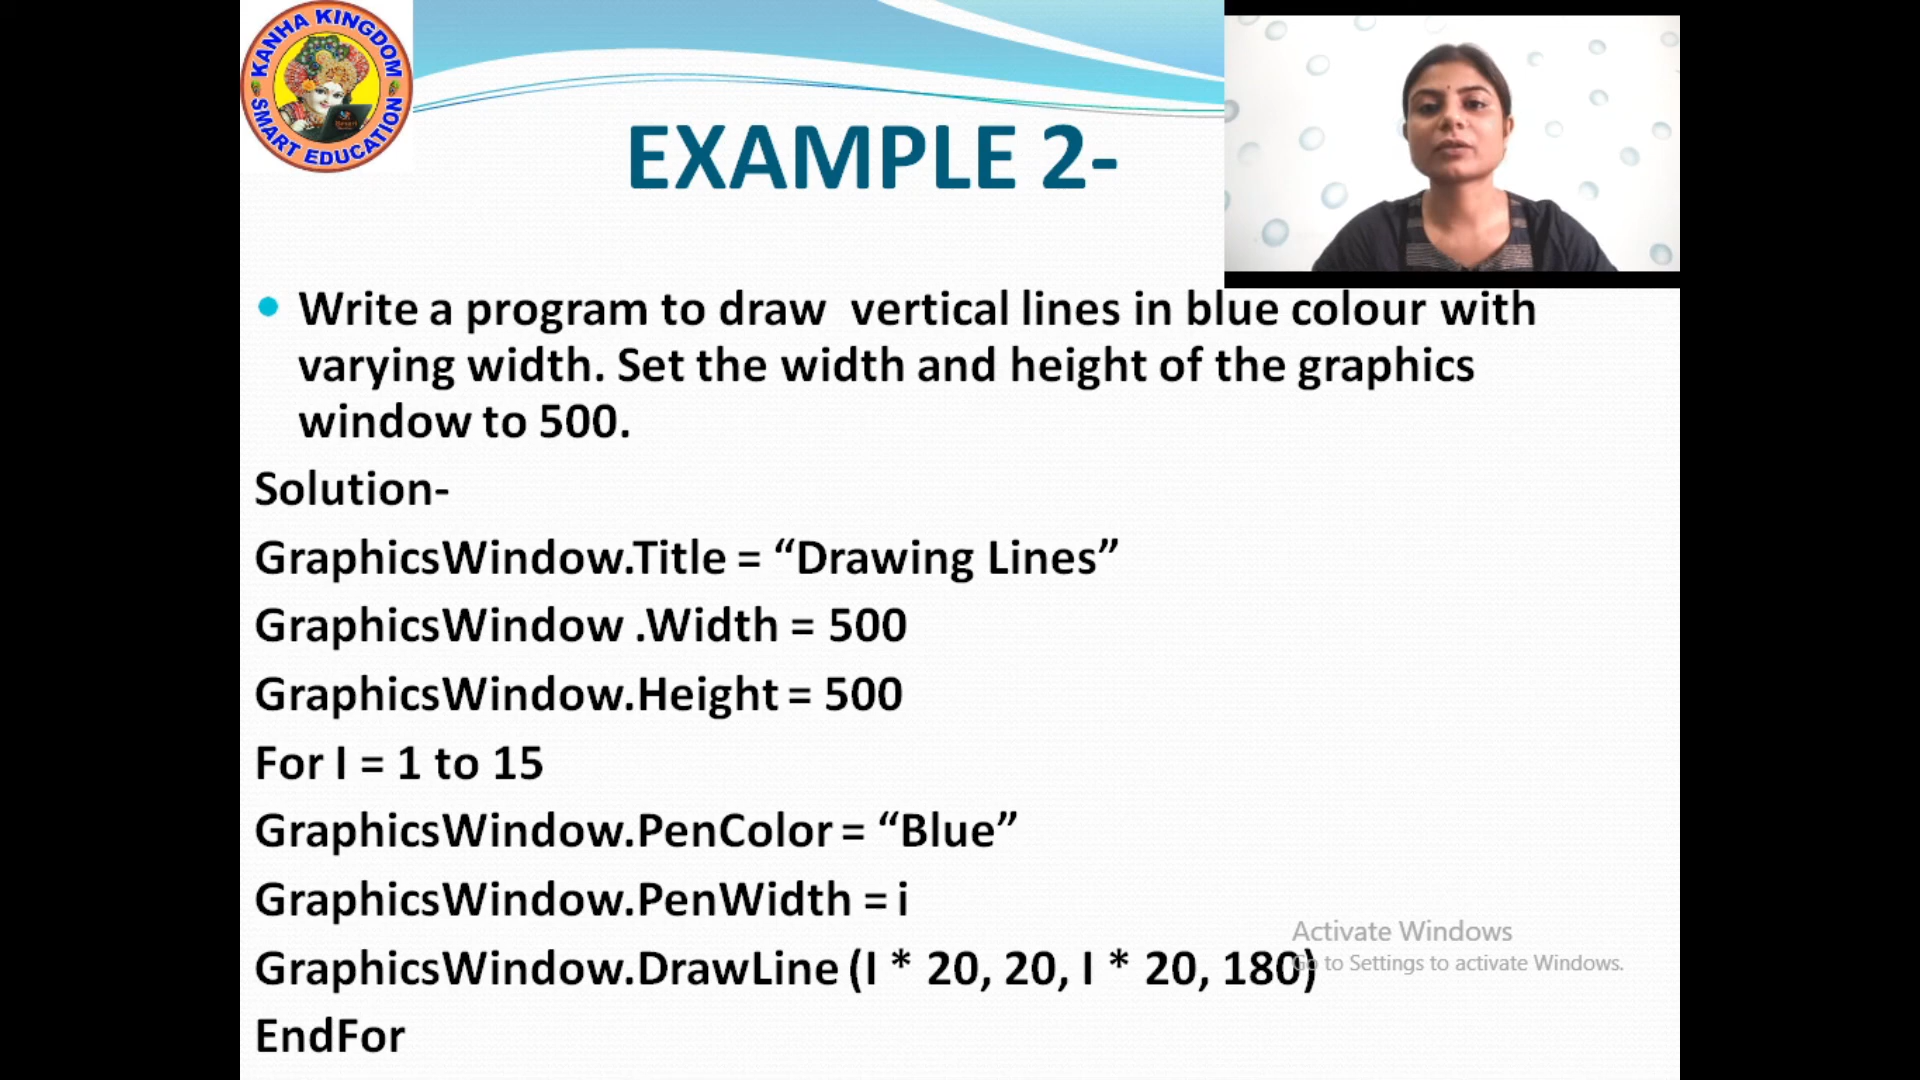 KANHA KINGDOM
SMART EDUCATION
EXAMPLE 2-
Write a program to draw  vertical lines in blue colour with
varying width. Set the width and height of the graphics
window to 500.
Solution-
GraphicsWindow.Title = “Drawing Lines”
GraphicsWindow .Width = 500
GraphicsWindow.Height = 500
For I = 1 to 15
GraphicsWindow.PenColor = “Blue”
GraphicsWindow.PenWidth = i
GraphicsWindow.DrawLine (I * 20, 20, I * 20, 180)
EndFor
Activate Windows
Go to Settings to activate Windows.